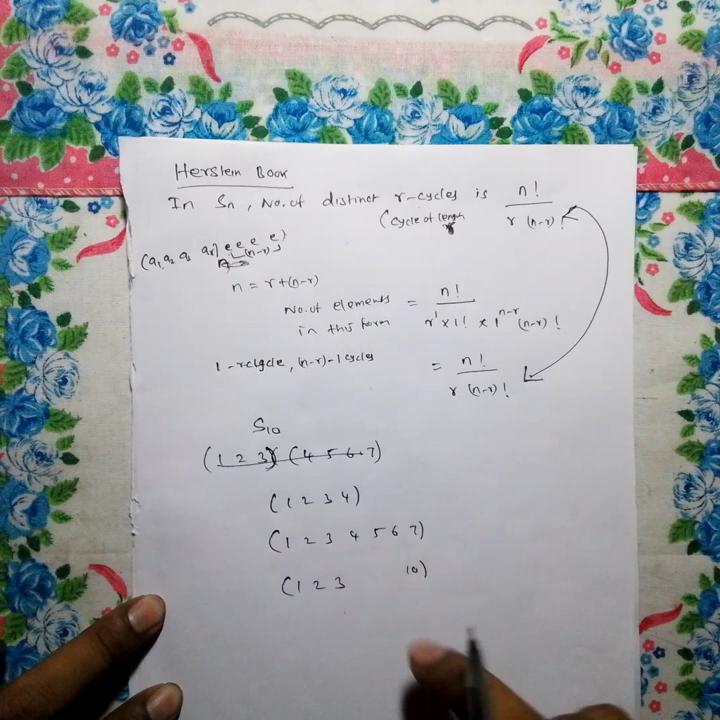 Herstein Book
In Sn, No. of distinct r-cycles is n! / r (n-r)!
(cycle of length r
(a1 a2 a3 ar) e e e e)
(n-r)
n = r+(n-r)
No. of elements in this form = n! / r^1 × 1! × 1^(n-r) (n-r)!
1 - r cycle, (n-r) - 1 cycles
= n! / r (n-r)!
S10
(1 2 3) (4 5 6 7)
(1 2 3 4)
(1 2 3 4 5 6 7)
(1 2 3 10)